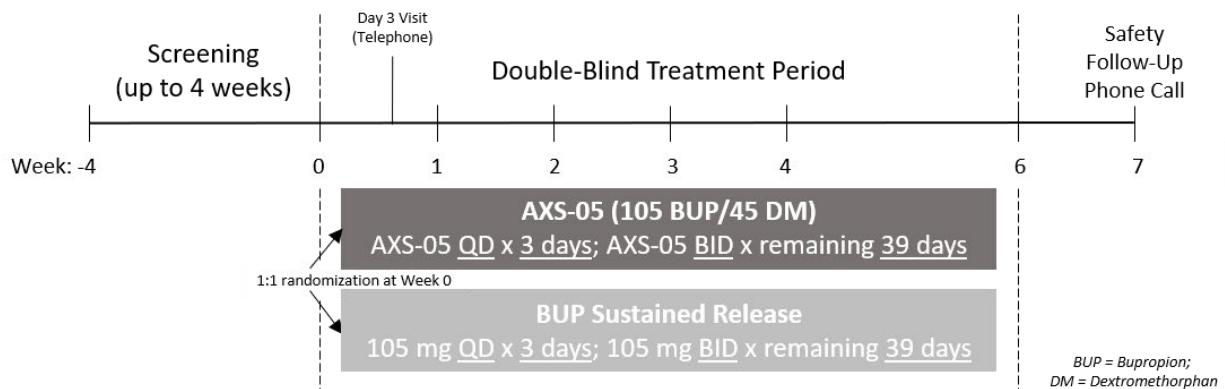 Day 3 Visit
(Telephone)
Screening
(up to 4 weeks)
Double-Blind Treatment Period
Safety
Follow-Up
Phone Call
Week: -4 0 1 2 3 4 6 7
AXS-05 (105 BUP/45 DM)
AXS-05 QD x 3 days; AXS-05 BID x remaining 39 days
1:1 randomization at Week 0
BUP Sustained Release
105 mg QD x 3 days; 105 mg BID x remaining 39 days
BUP = Bupropion;
DM = Dextromethorphan